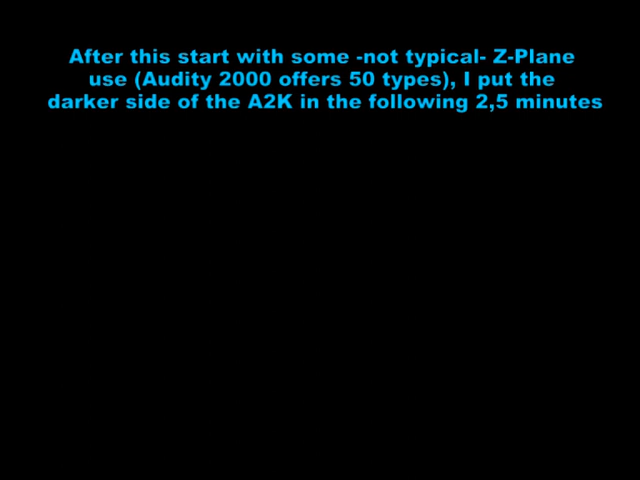 After this start with some -not typical- Z-Plane
use (Audity 2000 offers 50 types), I put the
darker side of the A2K in the following 2,5 minutes